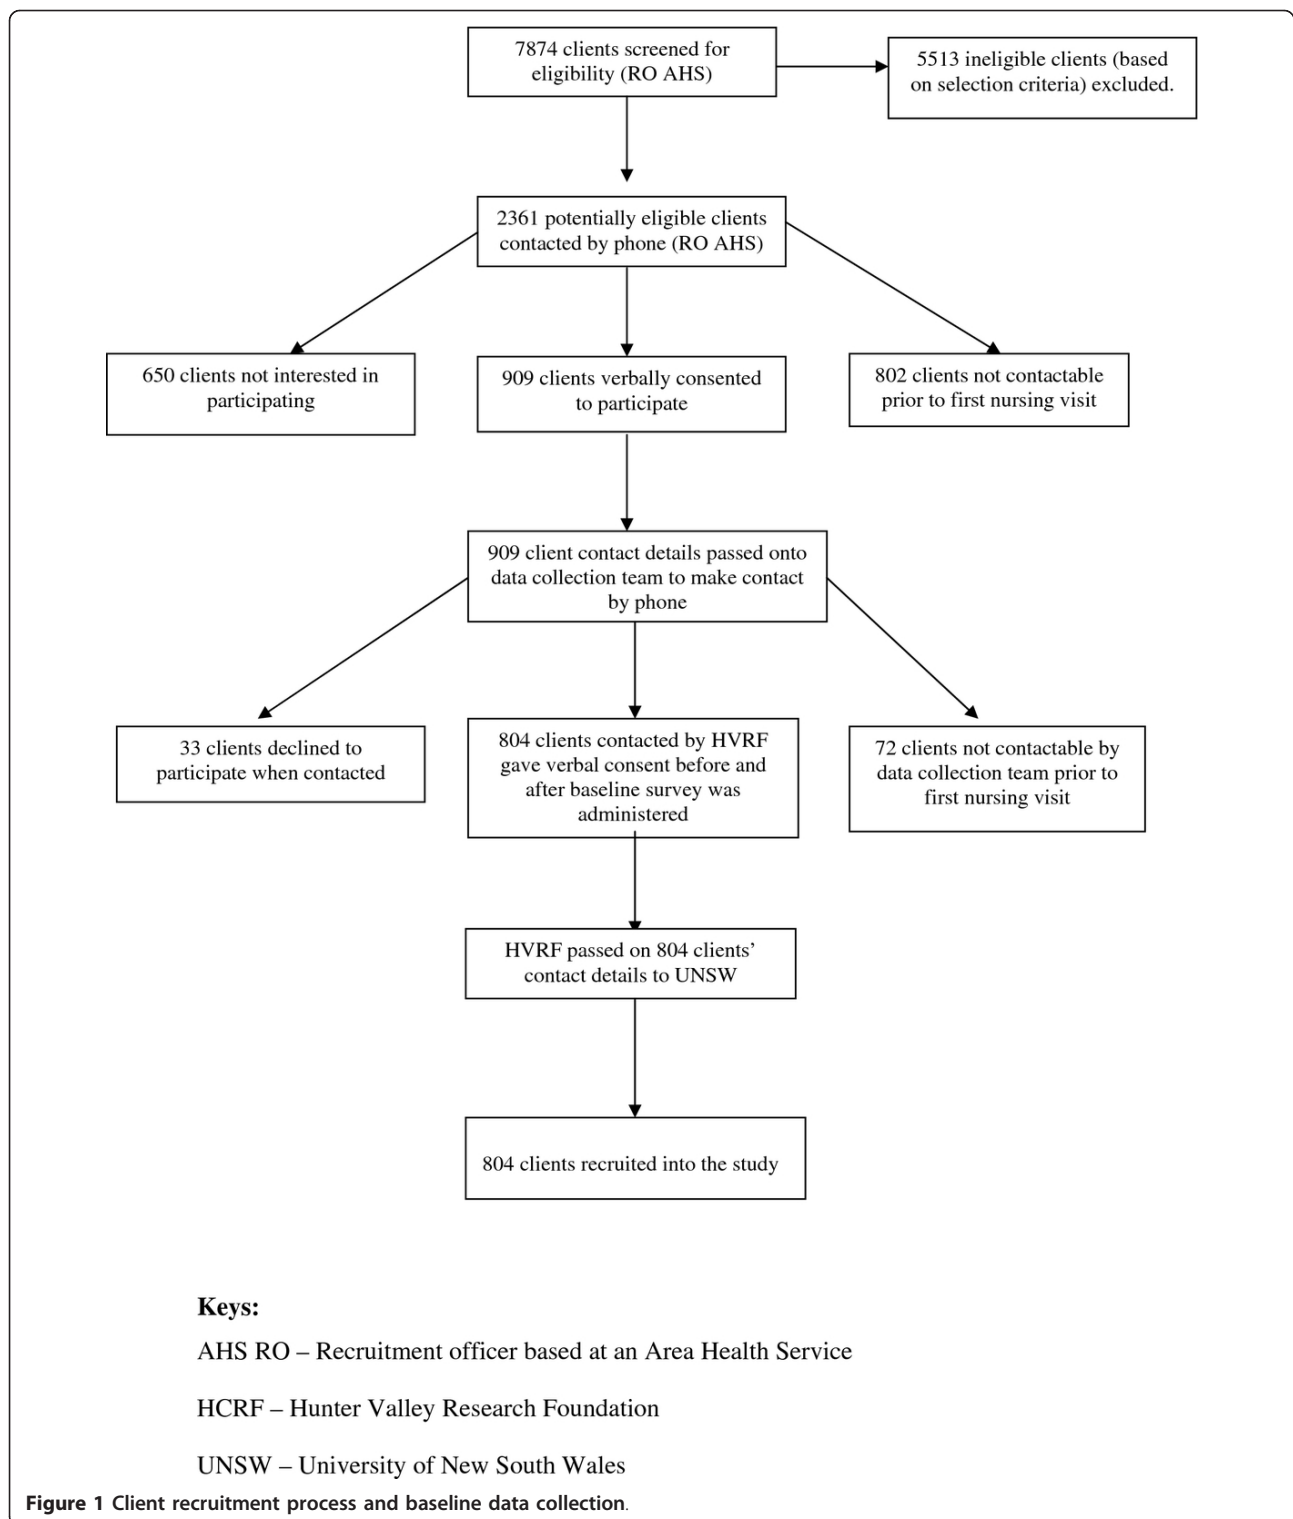 7874 clients screened for
eligibility (RO AHS)
5513 ineligible clients (based
on selection criteria) excluded.
2361 potentially eligible clients
contacted by phone (RO AHS)
650 clients not interested in
participating
909 clients verbally consented
to participate
802 clients not contactable
prior to first nursing visit
909 client contact details passed onto
data collection team to make contact
by phone
33 clients declined to
participate when contacted
804 clients contacted by HVRF
gave verbal consent before and
after baseline survey was
administered
72 clients not contactable by
data collection team prior to
first nursing visit
HVRF passed on 804 clients’
contact details to UNSW
804 clients recruited into the study
Keys:
AHS RO – Recruitment officer based at an Area Health Service
HCRF – Hunter Valley Research Foundation
UNSW – University of New South Wales
Figure 1 Client recruitment process and baseline data collection.